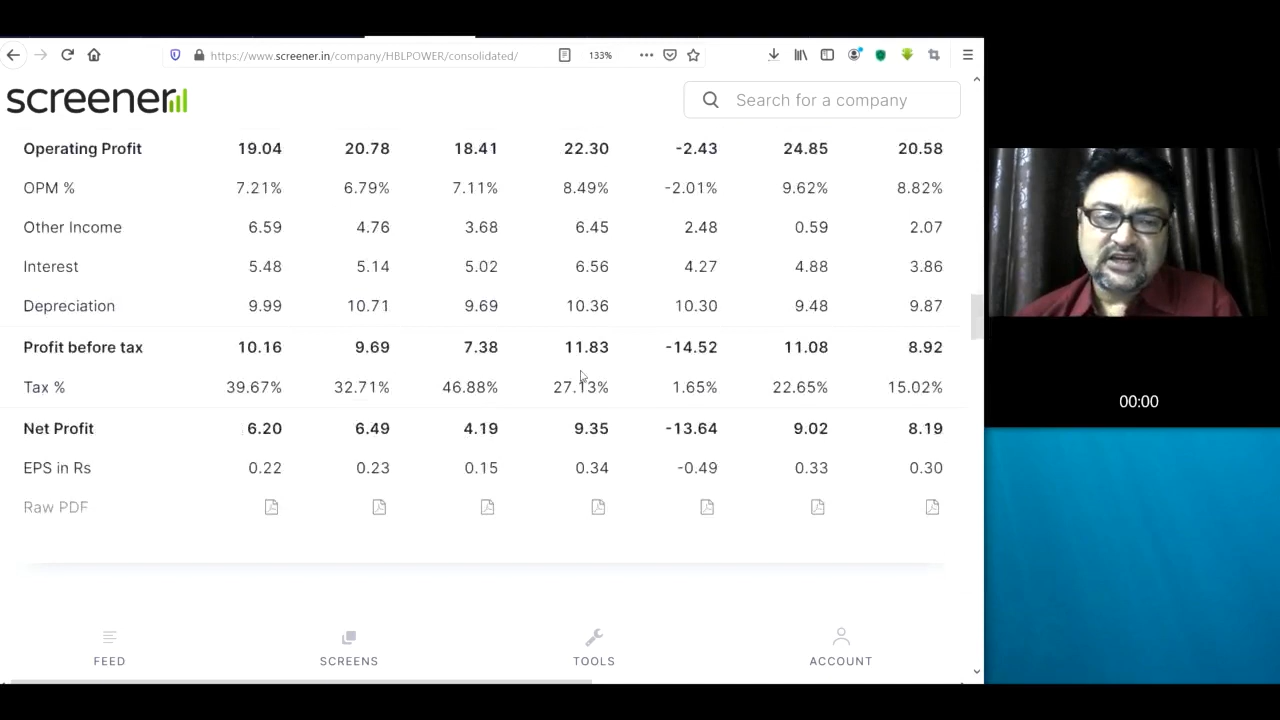 https://www.screener.in/company/HBLPOWER/consolidated/ 133%
screener Search for a company
Operating Profit 19.04 20.78 18.41 22.30 -2.43 24.85 20.58
OPM % 7.21% 6.79% 7.11% 8.49% -2.01% 9.62% 8.82%
Other Income 6.59 4.76 3.68 6.45 2.48 0.59 2.07
Interest 5.48 5.14 5.02 6.56 4.27 4.88 3.86
Depreciation 9.99 10.71 9.69 10.36 10.30 9.48 9.87
Profit before tax 10.16 9.69 7.38 11.83 -14.52 11.08 8.92
Tax % 39.67% 32.71% 46.88% 27.13% 1.65% 22.65% 15.02%
00:00
Net Profit 6.20 6.49 4.19 9.35 -13.64 9.02 8.19
EPS in Rs 0.22 0.23 0.15 0.34 -0.49 0.33 0.30
Raw PDF
FEED SCREENS TOOLS ACCOUNT